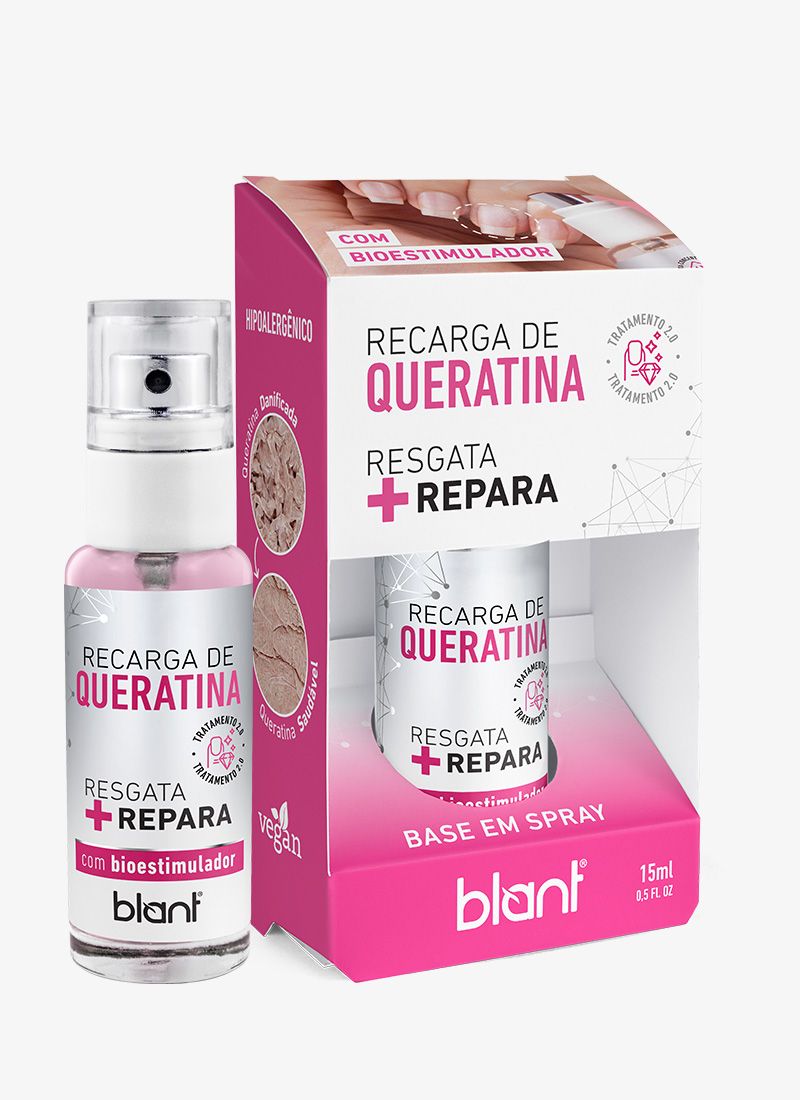 COM
BIOESTIMULADOR
HIPOALERGÊNICO
Queratina Danificada
Queratina Saudável
vegan
RECARGA DE
QUERATINA
TRATAMENTO 2.0
TRATAMENTO 2.0
RESGATA
+ REPARA
RECARGA DE
QUERATINA
TRATAMENTO 2.0
TRATAMENTO 2.0
RESGATA
+ REPARA
bioestimulador
BASE EM SPRAY
blant®
15ml
0,5 FL. OZ
RECARGA DE
QUERATINA
TRATAMENTO 2.0
TRATAMENTO 2.0
RESGATA
+ REPARA
com bioestimulador
blant®